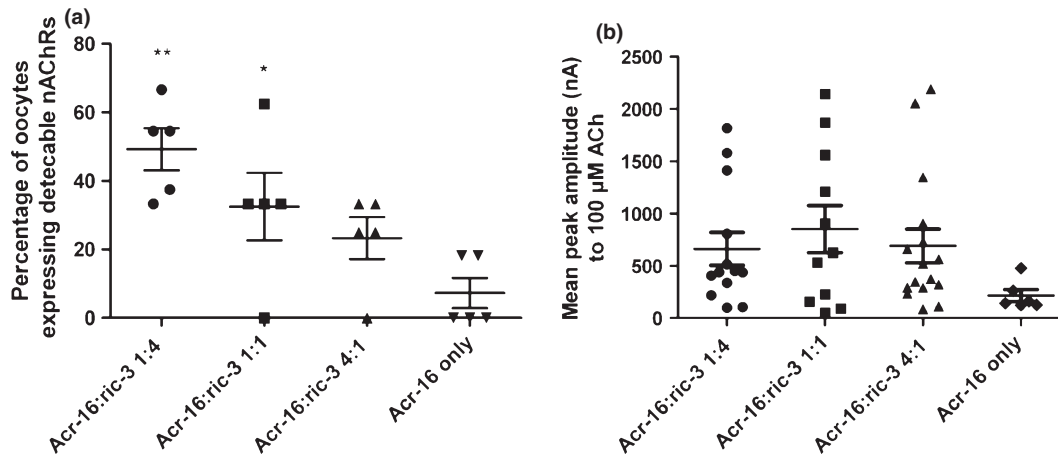 (a)
Percentage of oocytes
expressing detecable nAChRs
80
60
40
20
0
**
*
Acr-16:ric-3 1:4
Acr-16:ric-3 1:1
Acr-16:ric-3 4:1
Acr-16 only
(b)
Mean peak amplitude (nA)
to 100 µM ACh
2500
2000
1500
1000
500
0
Acr-16:ric-3 1:4
Acr-16:ric-3 1:1
Acr-16:ric-3 4:1
Acr-16 only